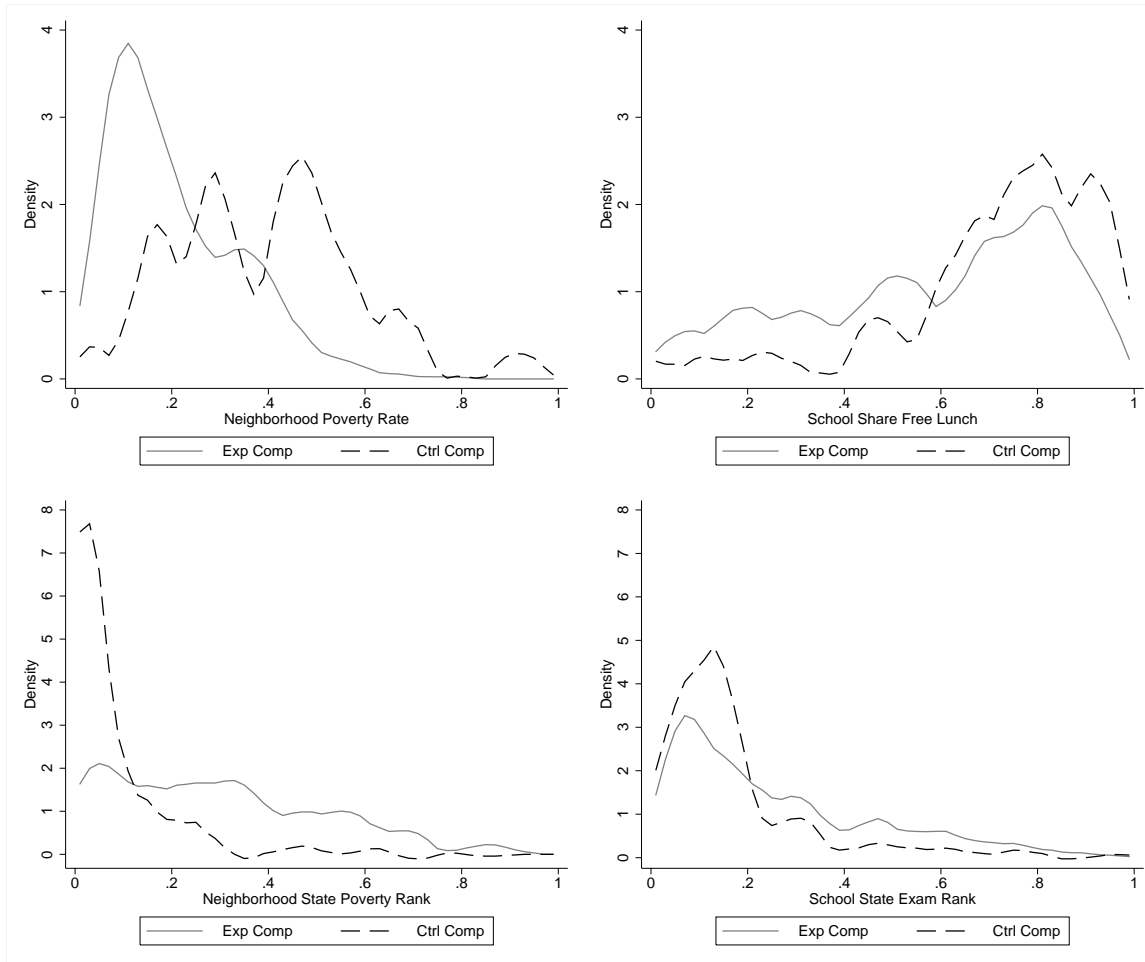 Density
4
3
2
1
0
0 .2 .4 .6 .8 1
Neighborhood Poverty Rate
Exp Comp Ctrl Comp
Density
4
3
2
1
0
0 .2 .4 .6 .8 1
School Share Free Lunch
Exp Comp Ctrl Comp
Density
8
7
6
5
4
3
2
1
0
0 .2 .4 .6 .8 1
Neighborhood State Poverty Rank
Exp Comp Ctrl Comp
Density
8
7
6
5
4
3
2
1
0
0 .2 .4 .6 .8 1
School State Exam Rank
Exp Comp Ctrl Comp